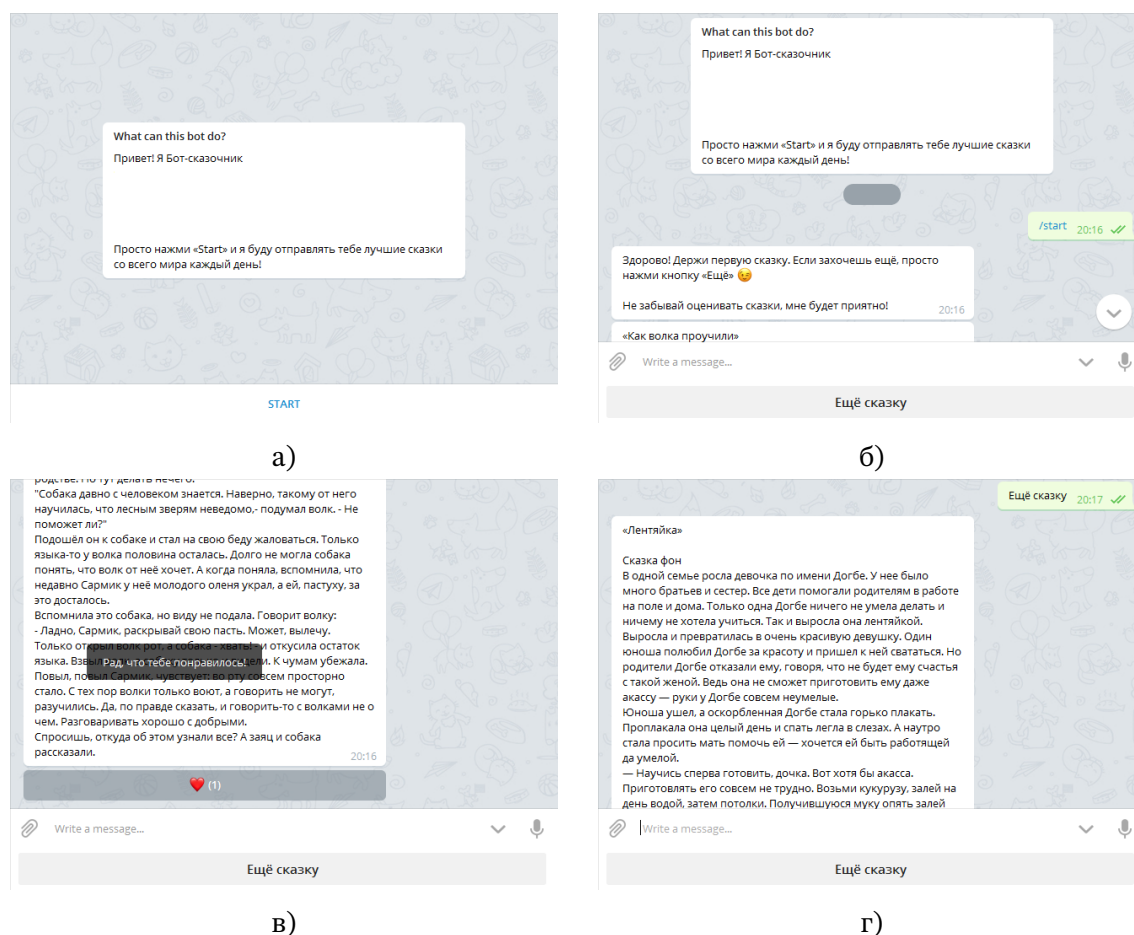 What can this bot do?
Привет! Я Бот-сказочник
Просто нажми «Start» и я буду отправлять тебе лучшие сказки
со всего мира каждый день!
START
а)
What can this bot do?
Привет! Я Бот-сказочник
Просто нажми «Start» и я буду отправлять тебе лучшие сказки
со всего мира каждый день!
/start 20:16
Здорово! Держи первую сказку. Если захочешь ещё, просто
нажми кнопку «Ещё» 😉
Не забывай оценивать сказки, мне будет приятно!
20:16
«Как волка проучили»
Write a message...
Ещё сказку
б)
родстве. Но тут делать нечего.
"Собака давно с человеком знается. Наверно, такому от него
научилась, что лесным зверям неведомо,- подумал волк. - Не
поможет ли?"
Подошёл он к собаке и стал на свою беду жаловаться. Только
языка-то у волка половина осталась. Долго не могла собака
понять, что волк от неё хочет. А когда поняла, вспомнила, что
недавно Сармик у неё молодого оленя украл, а ей, пастуху, за
это досталось.
Вспомнила это собака, но виду не подала. Говорит волку:
- Ладно, Сармик, раскрывай свою пасть. Может, вылечу.
Только открыл волк рот, а собака - хвать! - и откусила остаток
языка. Взвыл К чумам убежала.
Рад, что тебе понравилось...
Повыл, повыл Сармик, чувствует: во рту совсем просторно
стало. С тех пор волки только воют, а говорить не могут,
разучились. Да, по правде сказать, и говорить-то с волками не о
чем. Разговаривать хорошо с добрыми.
Спросишь, откуда об этом узнали все? А заяц и собака
рассказали.
20:16
❤️ (1)
Write a message...
Ещё сказку
в)
Ещё сказку 20:17
«Лентяйка»
Сказка фон
В одной семье росла девочка по имени Догбе. У нее было
много братьев и сестер. Все дети помогали родителям в работе
на поле и дома. Только одна Догбе ничего не умела делать и
ничему не хотела учиться. Так и выросла она лентяйкой.
Выросла и превратилась в очень красивую девушку. Один
юноша полюбил Догбе за красоту и пришел к ней свататься. Но
родители Догбе отказали ему, говоря, что не будет ему счастья
с такой женой. Ведь она не сможет приготовить ему даже
акассу — руки у Догбе совсем неумелые.
Юноша ушел, а оскорбленная Догбе стала горько плакать.
Проплакала она целый день и спать легла в слезах. А наутро
стала просить мать помочь ей — хочется ей быть работящей
да умелой.
— Научись сперва готовить, дочка. Вот хотя бы акасса.
Приготовлять его совсем не трудно. Возьми кукурузу, залей на
день водой, затем потолки. Получившуюся муку опять залей
Write a message...
Ещё сказку
г)